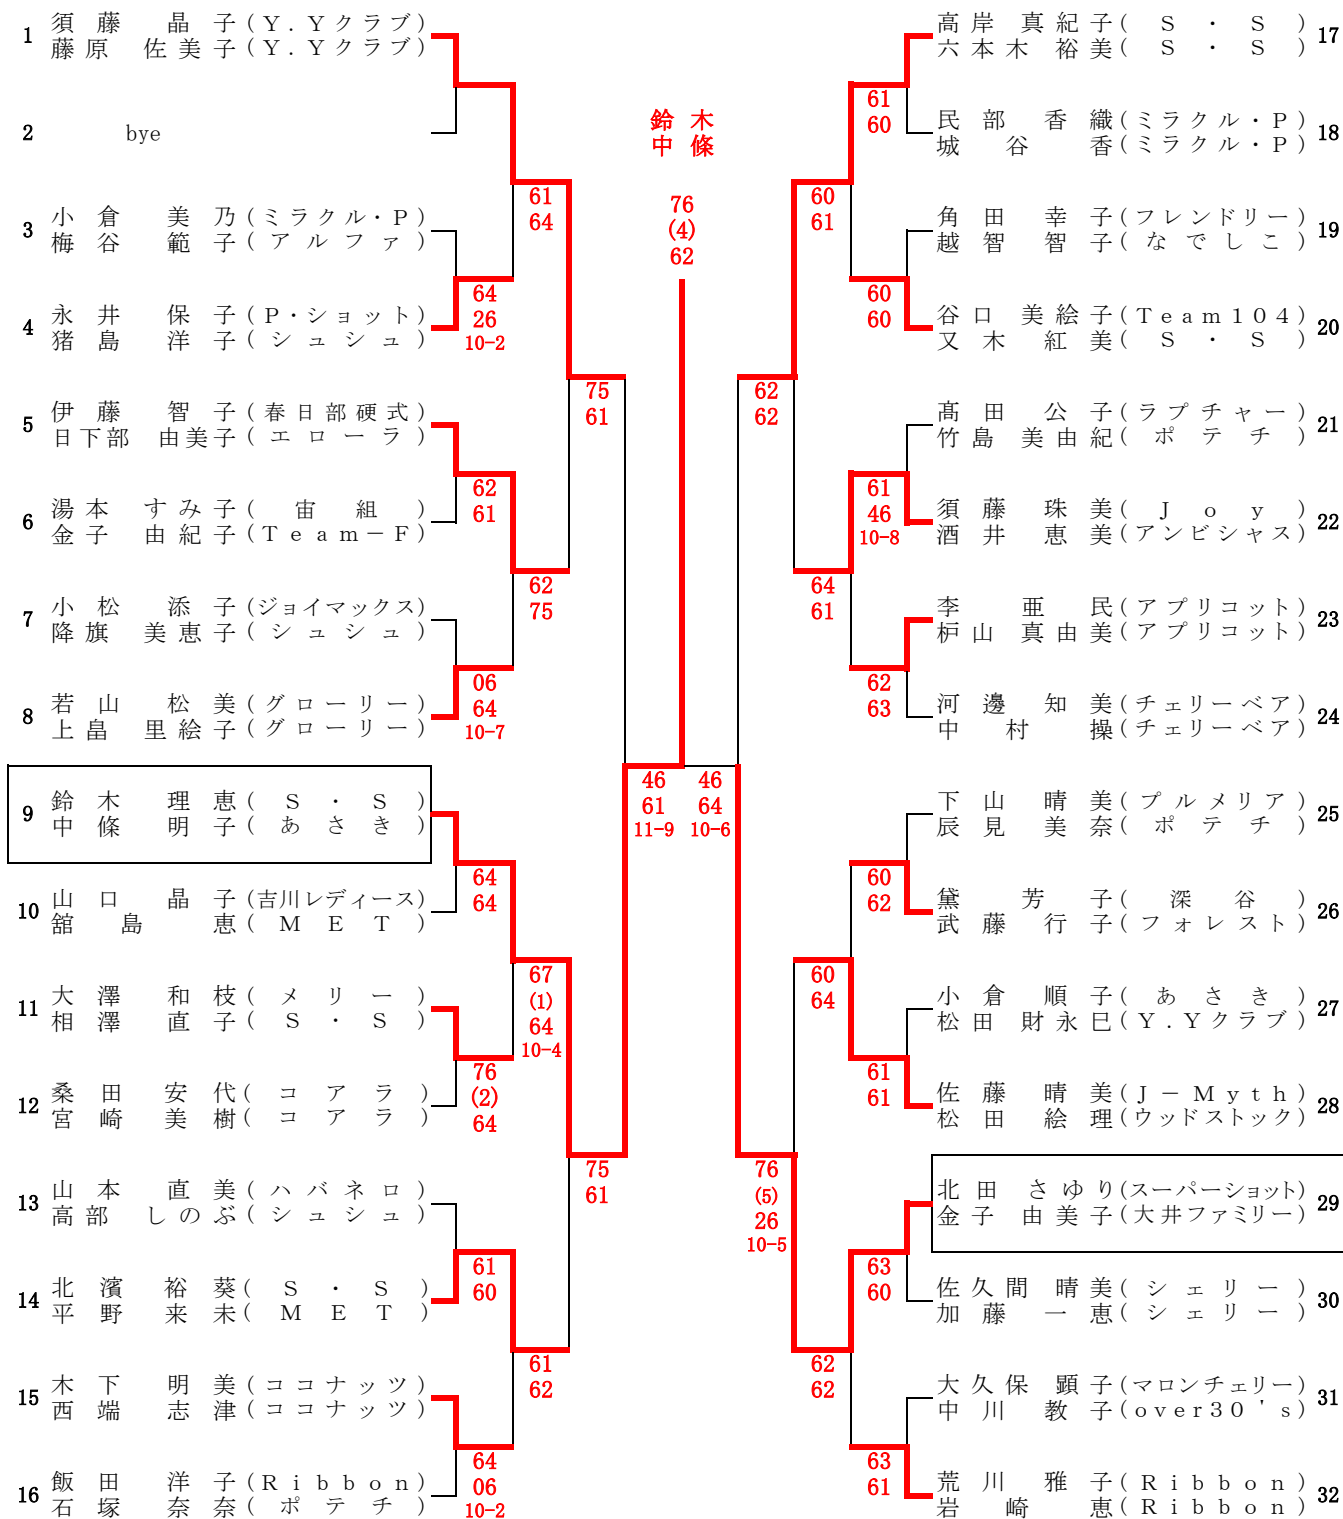 1 須藤 晶子(Y.Yクラブ)
藤原 佐美子(Y.Yクラブ)
2 bye
3 小倉 美乃(ミラクル・P)
梅谷 範子(アルファ)
4 永井 保子(P・ショット)
猪島 洋子(シュシュ)
5 伊藤 智子(春日部硬式)
日下部 由美子(エローラ)
6 湯本 すみ子(宙組)
金子 由紀子(Team－F)
7 小松 添子(ジョイマックス)
降旗 美恵子(シュシュ)
8 若山 松美(グローリー)
上畠 里絵子(グローリー)
9 鈴木 理恵(S・S)
中條 明子(あさき)
10 山口 晶子(吉川レディース)
舘島 恵(MET)
11 大澤 和枝(メリー)
相澤 直子(S・S)
12 桑田 安代(コアラ)
宮崎 美樹(コアラ)
13 山本 直美(ハバネロ)
高部 しのぶ(シュシュ)
14 北濱 裕葵(S・S)
平野 来未(MET)
15 木下 明美(ココナッツ)
西端 志津(ココナッツ)
16 飯田 洋子(Ribbon)
石塚 奈奈(ポテチ)
64
26
10-2
62
61
06
64
10-7
64
64
76
(2)
64
61
60
64
06
10-2
61
64
62
75
67
(1)
64
10-4
61
62
75
61
75
61
46
61
11-9
鈴木
中條
76
(4)
62
46
64
10-6
62
62
76
(5)
26
10-5
60
61
64
61
60
64
62
62
61
60
60
60
61
46
10-8
62
63
60
62
61
61
63
60
63
61
高岸 真紀子(S・S) 17
六本木 裕美(S・S)
民部 香織(ミラクル・P) 18
城谷 香(ミラクル・P)
角田 幸子(フレンドリー) 19
越智 智子(なでしこ)
谷口 美絵子(Team104) 20
又木 紅美(S・S)
髙田 公子(ラプチャー) 21
竹島 美由紀(ポテチ)
須藤 珠美(Joy) 22
酒井 恵美(アンビシャス)
李 亜民(アプリコット) 23
枦山 真由美(アプリコット)
河邊 知美(チェリーベア) 24
中村 操(チェリーベア)
下山 晴美(プルメリア) 25
辰見 美奈(ポテチ)
黛 芳子(深谷) 26
武藤 行子(フォレスト)
小倉 順子(あさき) 27
松田 財永巳(Y.Yクラブ)
佐藤 晴美(J－Myth) 28
松田 絵理(ウッドストック)
北田 さゆり(スーパーショット) 29
金子 由美子(大井ファミリー)
佐久間 晴美(シェリー) 30
加藤 一恵(シェリー)
大久保 顕子(マロンチェリー) 31
中川 教子(over30's)
荒川 雅子(Ribbon) 32
岩崎 恵(Ribbon)